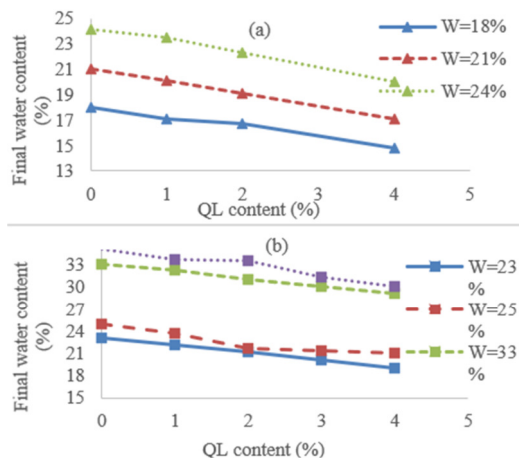 (a)
Final water content
(%)
25
23
21
19
17
15
13
0 1 2 3 4 5
QL content (%)
W=18%
W=21%
W=24%
(b)
Final water content
(%)
33
30
27
24
21
18
15
0 1 2 3 4 5
QL content (%)
W=23
%
W=25
%
W=33
%